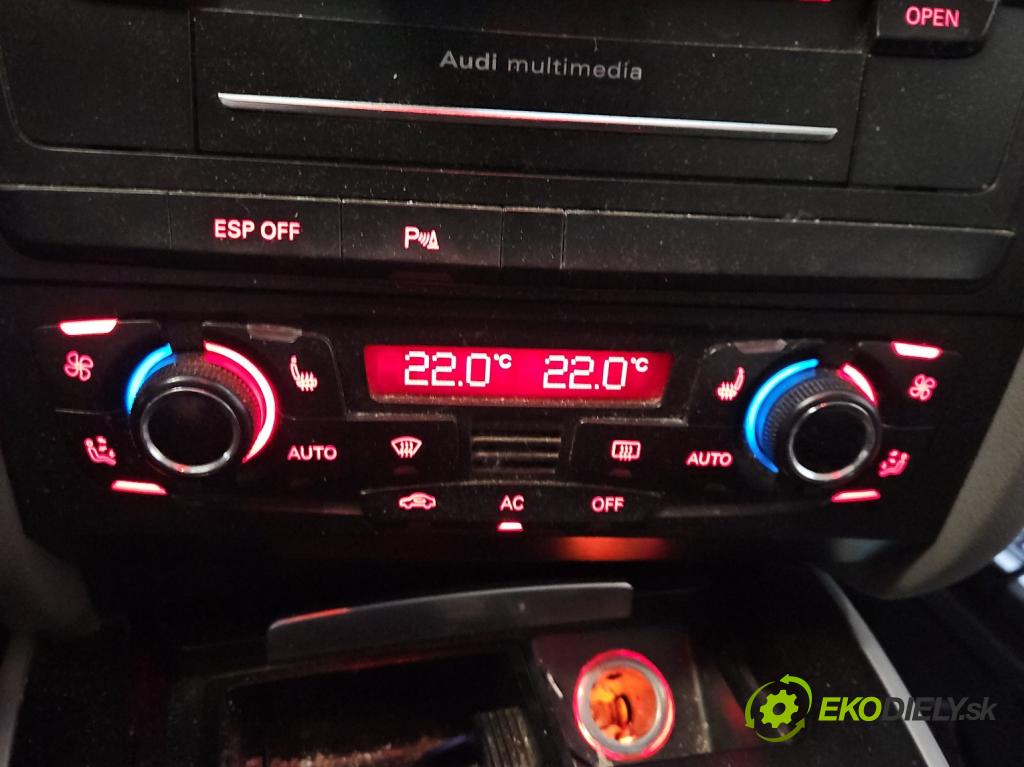 OPEN
Audi multimedia
ESP OFF
P
22.0°C 22.0°C
AUTO
AUTO
AC
OFF
EKODIELY.sk